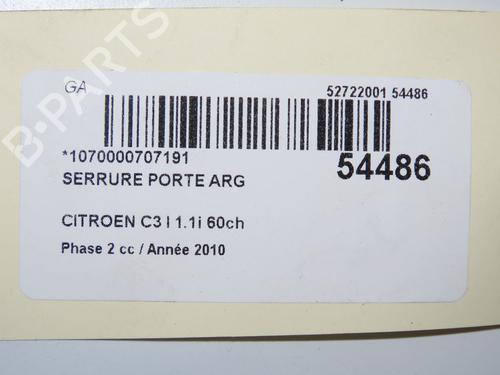 GA
52722001 54486
*1070000707191
54486
SERRURE PORTE ARG
CITROEN C3 I 1.1i 60ch
Phase 2 cc / Année 2010
B-PARTS